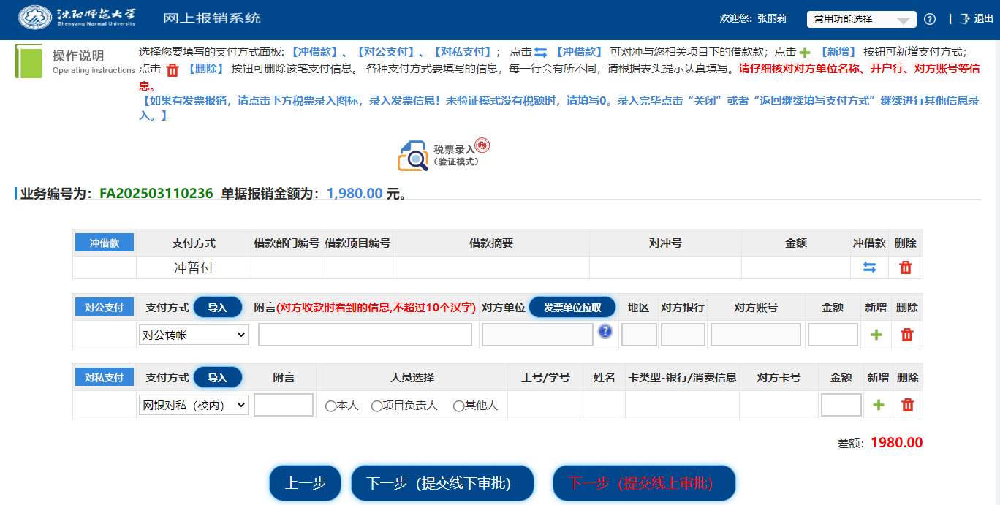 沈阳师范大学
Shenyang Normal University
网上报销系统
欢迎您：张丽莉
常用功能选择
? | 退出
操作说明
Operating instructions
选择您要填写的支付方式面板:【冲借款】、【对公支付】、【对私支付】； 点击 【冲借款】 可对冲与您相关项目下的借款款；点击 【新增】 按钮可新增支付方式；
点击 【删除】 按钮可删除该笔支付信息。 各种支付方式要填写的信息，每一行会有所不同，请根据表头提示认真填写。请仔细核对对方单位名称、开户行、对方账号等信
息。
【如果有发票报销，请点击下方税票录入图标，录入发票信息！未验证模式没有税额时，请填写0。录入完毕点击“关闭”或者“返回继续填写支付方式”继续进行其他信息录
入。】
税票录入 税
（验证模式）
业务编号为：FA202503110236 单据报销金额为：1,980.00 元。
冲借款 支付方式 借款部门编号 借款项目编号 借款摘要 对冲号 金额 冲借款 删除
冲暂付
对公支付 支付方式 导入 附言(对方收款时看到的信息,不超过10个汉字) 对方单位 发票单位拉取 地区 对方银行 对方账号 金额 新增 删除
对公转帐 ?
对私支付 支付方式 导入 附言 人员选择 工号/学号 姓名 卡类型-银行/消费信息 对方卡号 金额 新增 删除
网银对私（校内） 本人 项目负责人 其他人
差额：1980.00
上一步 下一步（提交线下审批） 下一步（提交线上审批）